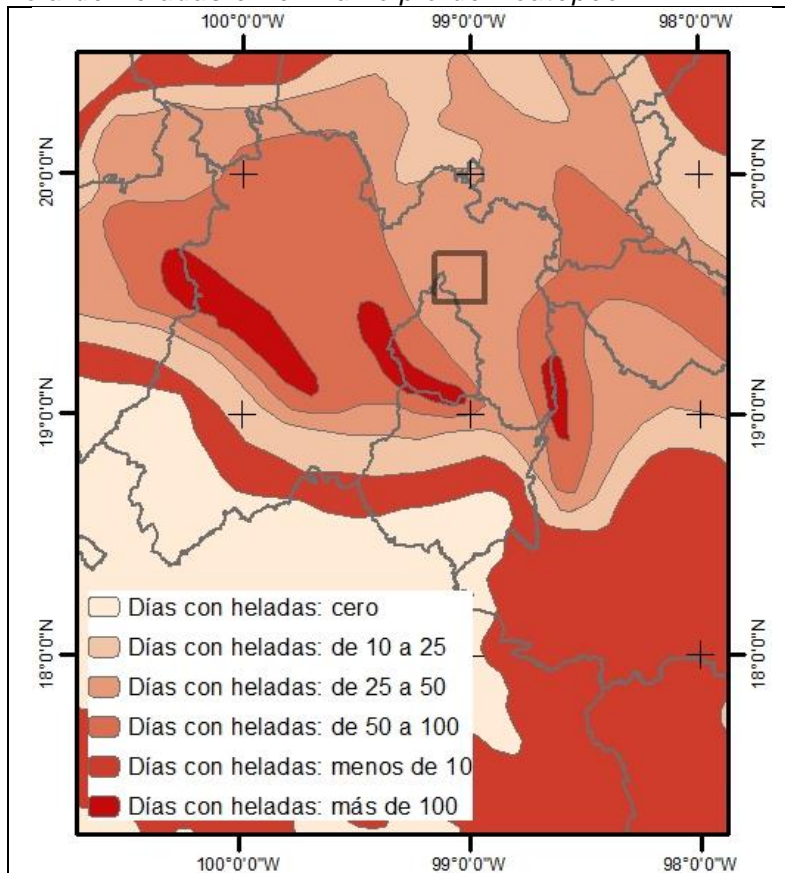 100°0'0"W 99°0'0"W 98°0'0"W
20°0'0"N 20°0'0"N
19°0'0"N 19°0'0"N
18°0'0"N 18°0'0"N
Días con heladas: cero
Días con heladas: de 10 a 25
Días con heladas: de 25 a 50
Días con heladas: de 50 a 100
Días con heladas: menos de 10
Días con heladas: más de 100
100°0'0"W 99°0'0"W 98°0'0"W